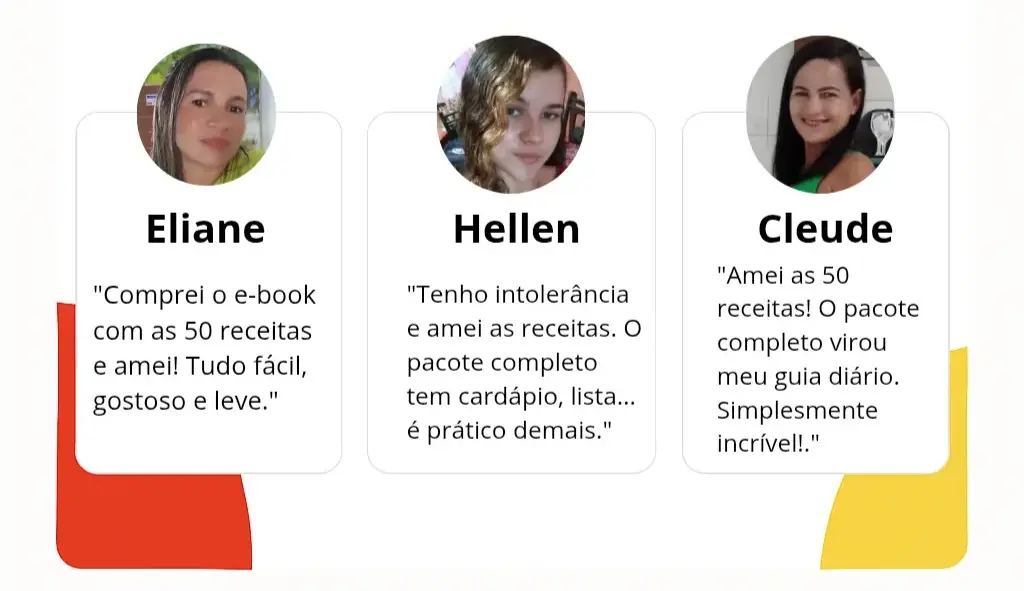 Eliane
"Comprei o e-book
com as 50 receitas
e amei! Tudo fácil,
gostoso e leve."
Hellen
"Tenho intolerância
e amei as receitas. O
pacote completo
tem cardápio, lista...
é prático demais."
Cleude
"Amei as 50
receitas! O pacote
completo virou
meu guia diário.
Simplesmente
incrível!."